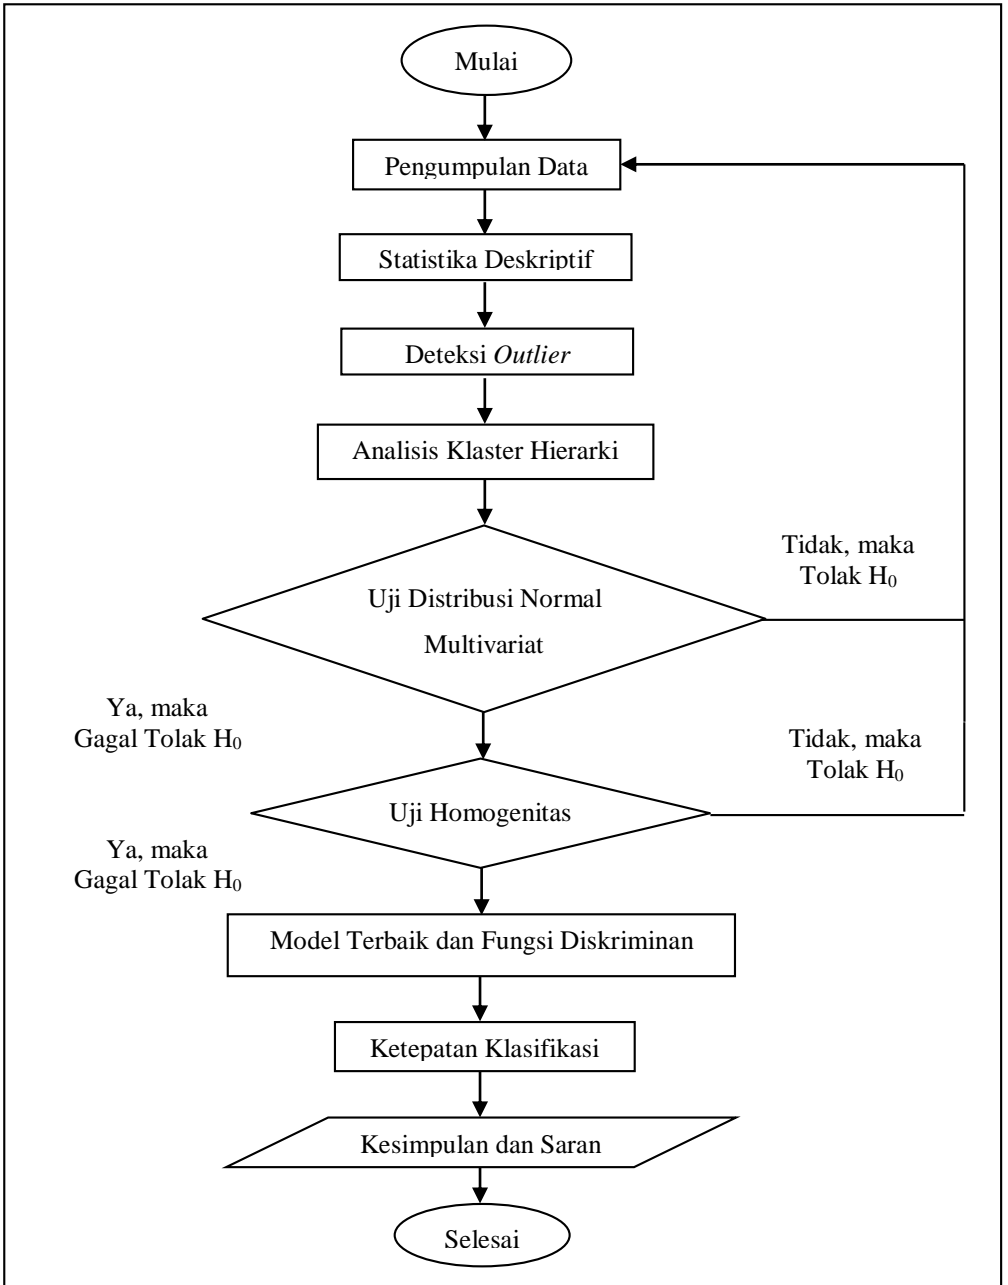 Mulai
Pengumpulan Data
Statistika Deskriptif
Deteksi Outlier
Analisis Klaster Hierarki
Tidak, maka
Tolak H₀
Uji Distribusi Normal
Multivariat
Ya, maka
Gagal Tolak H₀
Tidak, maka
Tolak H₀
Uji Homogenitas
Ya, maka
Gagal Tolak H₀
Model Terbaik dan Fungsi Diskriminan
Ketepatan Klasifikasi
Kesimpulan dan Saran
Selesai